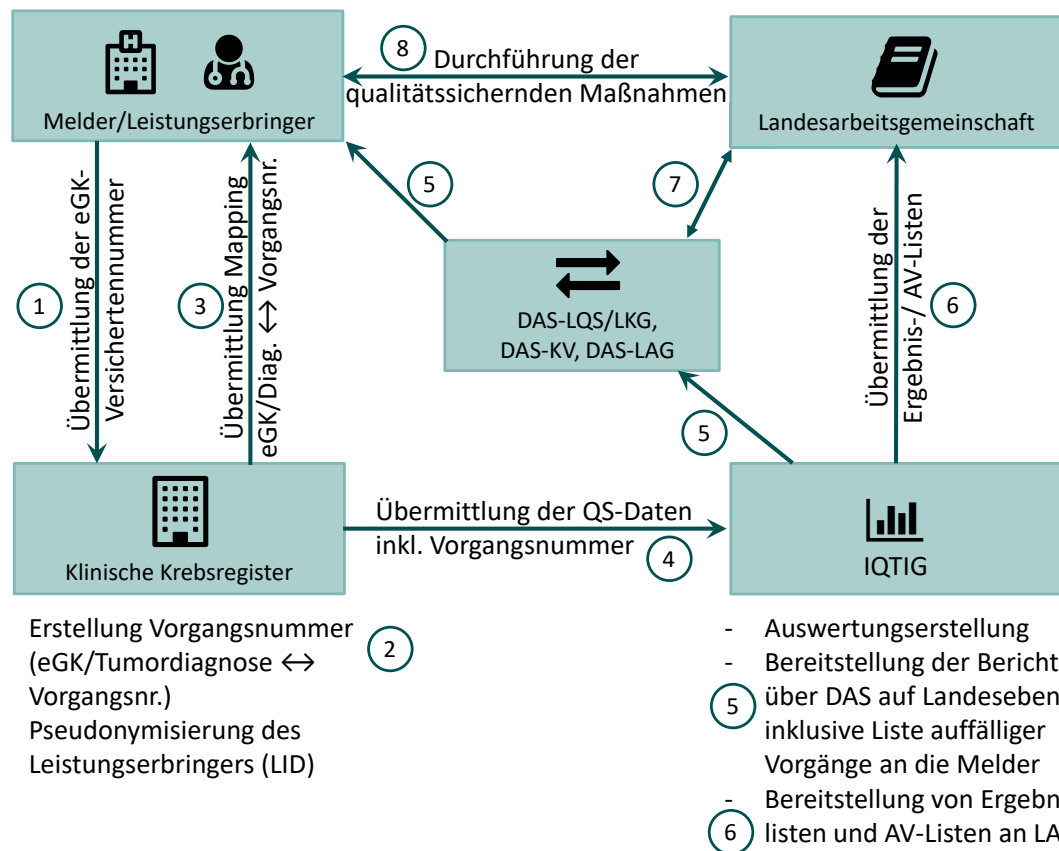 H
Melder/Leistungserbringer
8
Durchführung der
qualitätssichernden Maßnahmen
Landesarbeitsgemeinschaft
1
Übermittlung der eGK-
Versichertennummer
3
Übermittlung Mapping
eGK/Diag. ↔ Vorgangsnr.
5
7
DAS-LQS/LKG,
DAS-KV, DAS-LAG
5
Übermittlung der
Ergebnis-/ AV-Listen
6
Klinische Krebsregister
Übermittlung der QS-Daten
inkl. Vorgangsnummer
4
IQTIG
Erstellung Vorgangsnummer
(eGK/Tumordiagnose ↔
Vorgangsnr.)
Pseudonymisierung des
Leistungserbringers (LID)
2
- Auswertungserstellung
- Bereitstellung der Bericht
5 über DAS auf Landeseben
inklusive Liste auffälliger
Vorgänge an die Melder
- Bereitstellung von Ergebn
6 listen und AV-Listen an LA